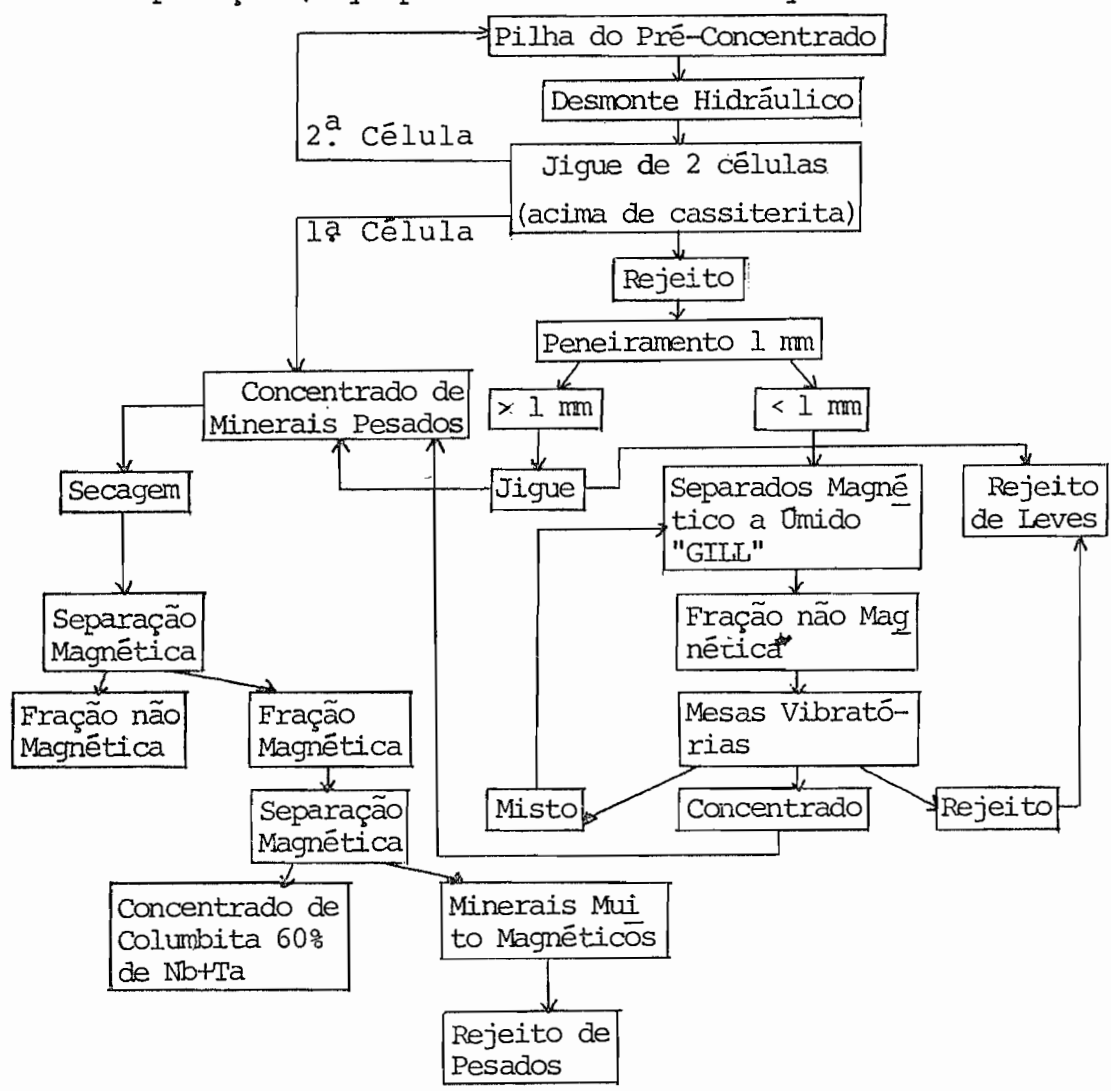 Pilha do Pré-Concentrado
Desmonte Hidráulico
2ª Célula
Jigue de 2 células
(acima de cassiterita)
1ª Célula
Rejeito
Peneiramento 1 mm
Concentrado de
Minerais Pesados
> 1 mm
< 1 mm
Secagem
Jigue
Separados Magné
tico a Úmido
"GILL"
Rejeito
de Leves
Separação
Magnética
Fração não Mag
nética*
Fração não
Magnética
Fração
Magnética
Mesas Vibrató-
rias
Separação
Magnética
Misto
Concentrado
Rejeito
Concentrado de
Columbita 60%
de Nb+Ta
Minerais Mui
to Magnéticos
Rejeito de
Pesados